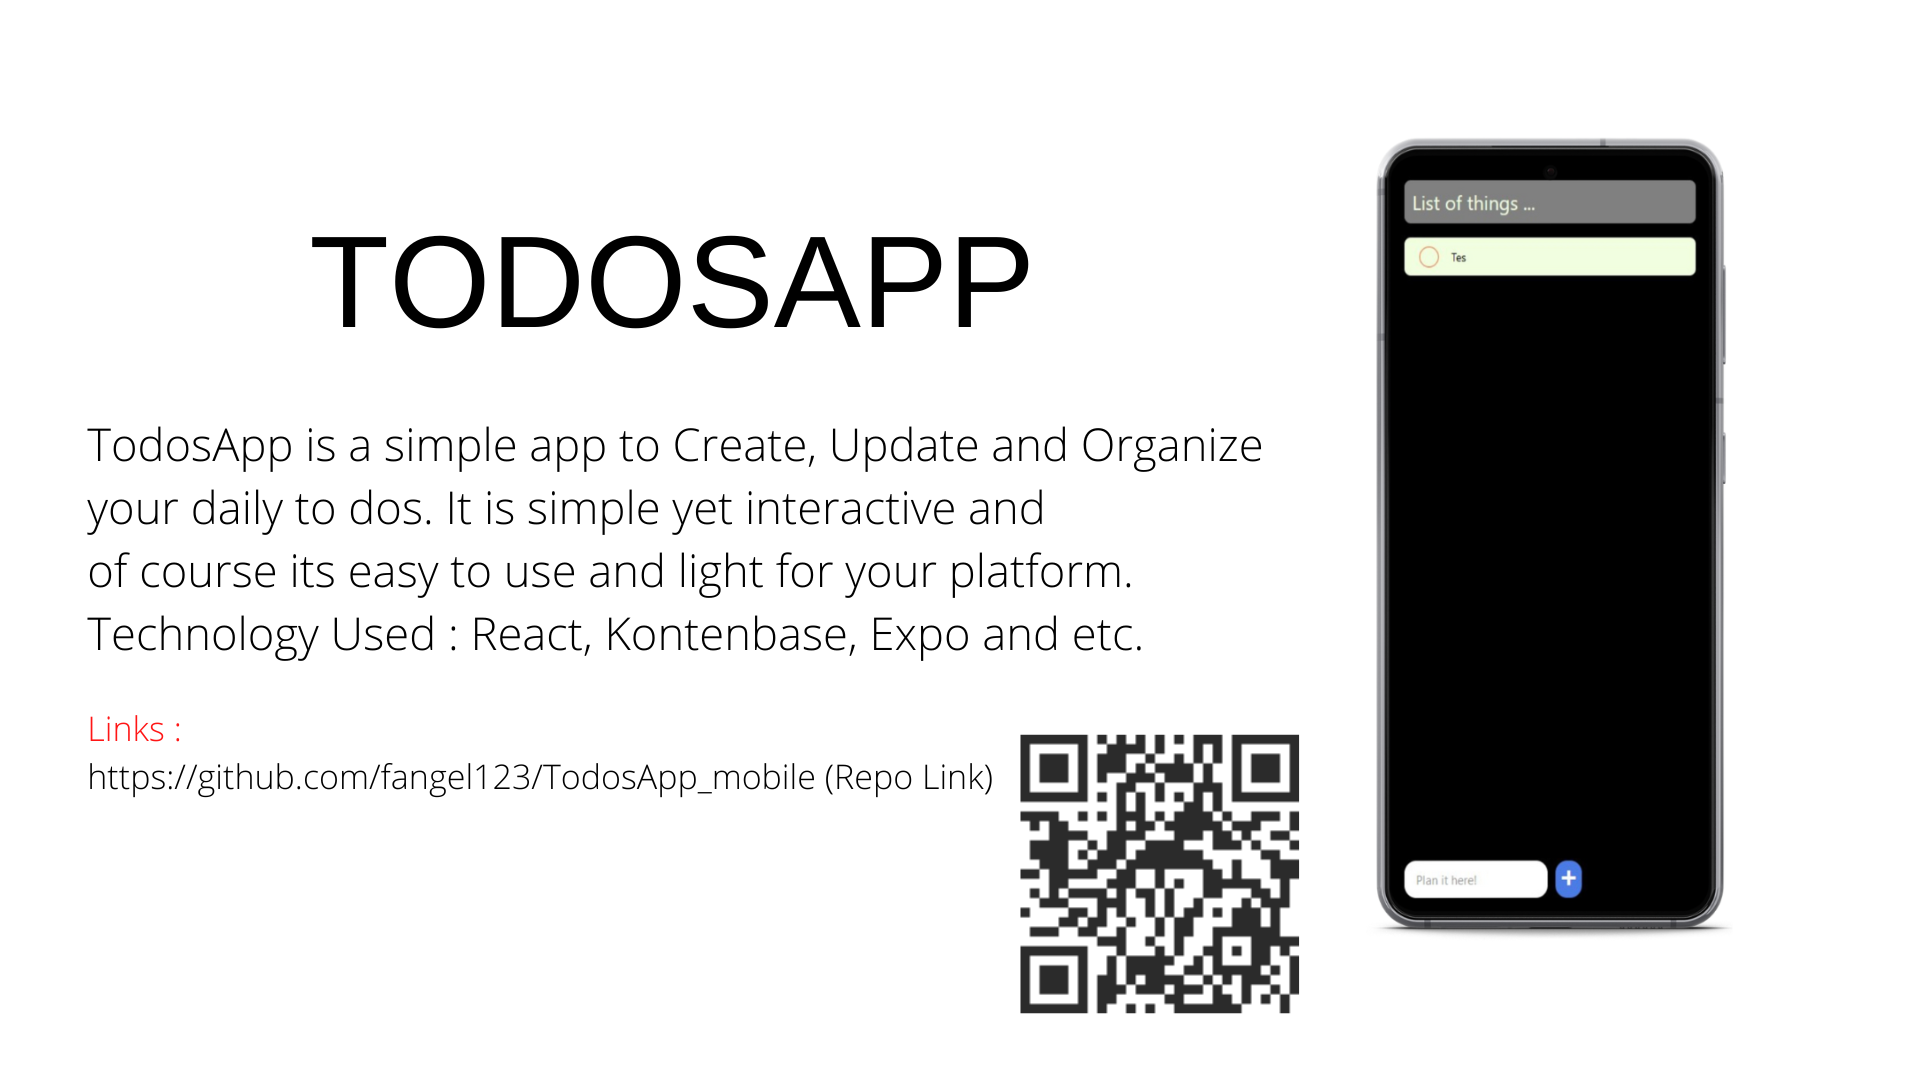 TODOSAPP
TodosApp is a simple app to Create, Update and Organize
your daily to dos. It is simple yet interactive and
of course its easy to use and light for your platform.
Technology Used : React, Kontenbase, Expo and etc.
Links :
https://github.com/fangel123/TodosApp_mobile (Repo Link)
List of things ...
Tes
Plan it here!
+